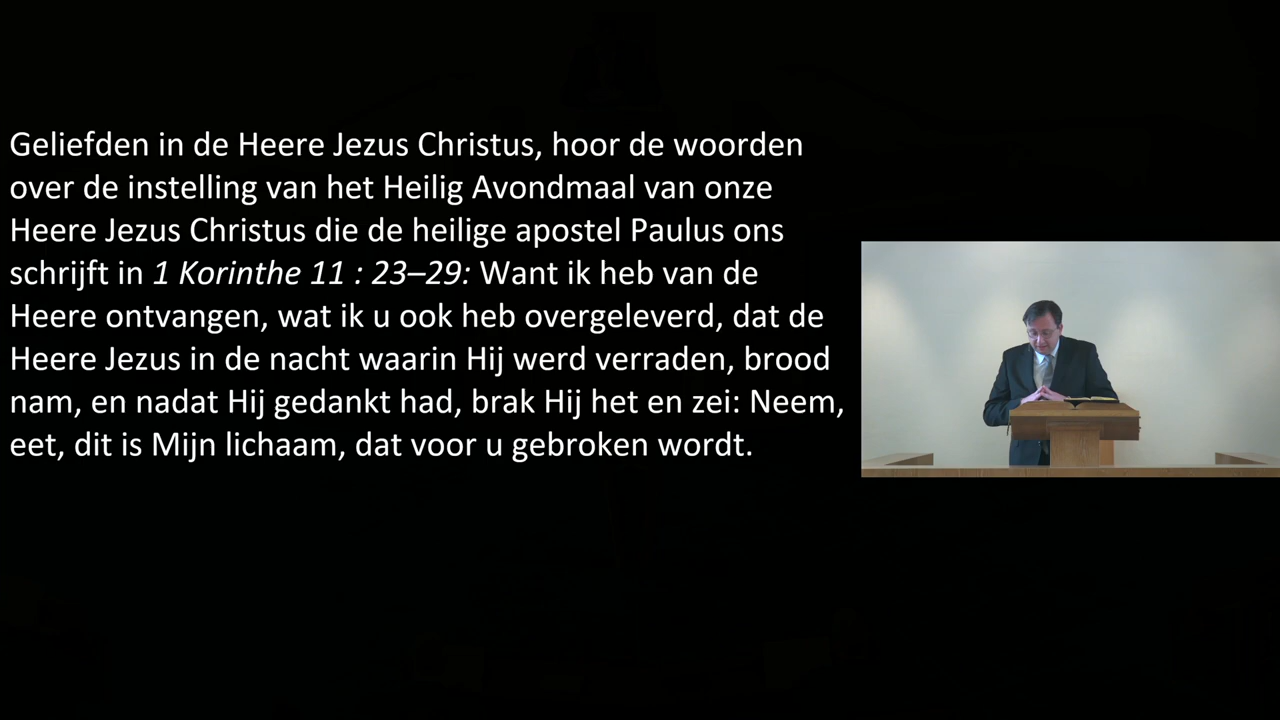 Geliefden in de Heere Jezus Christus, hoor de woorden
over de instelling van het Heilig Avondmaal van onze
Heere Jezus Christus die de heilige apostel Paulus ons
schrijft in 1 Korinthe 11 : 23–29: Want ik heb van de
Heere ontvangen, wat ik u ook heb overgeleverd, dat de
Heere Jezus in de nacht waarin Hij werd verraden, brood
nam, en nadat Hij gedankt had, brak Hij het en zei: Neem,
eet, dit is Mijn lichaam, dat voor u gebroken wordt.